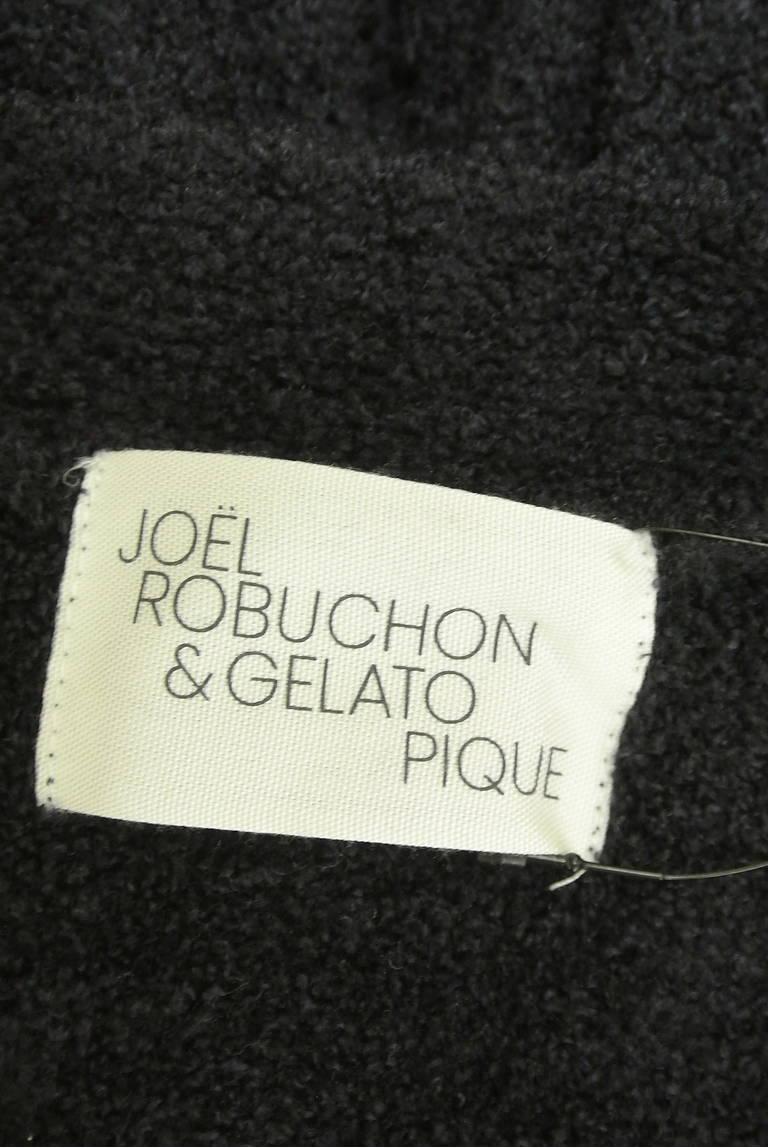 JOËL
ROBUCHON
& GELATO
PIQUE